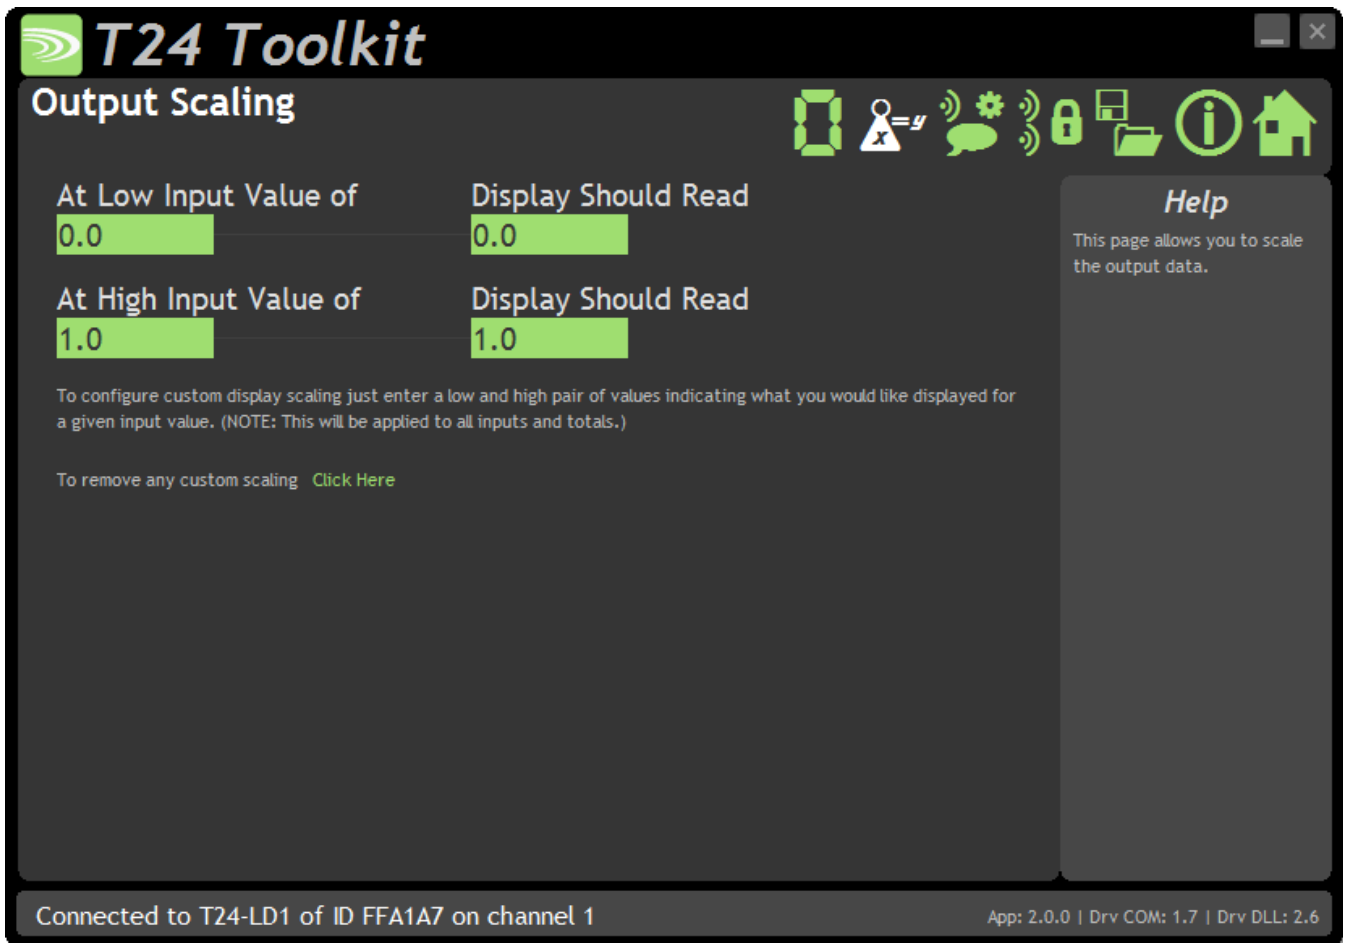 T24 Toolkit
Output Scaling
x=y
At Low Input Value of
Display Should Read
0.0
0.0
At High Input Value of
Display Should Read
1.0
1.0
To configure custom display scaling just enter a low and high pair of values indicating what you would like displayed for
a given input value. (NOTE: This will be applied to all inputs and totals.)
To remove any custom scaling Click Here
Help
This page allows you to scale
the output data.
Connected to T24-LD1 of ID FFA1A7 on channel 1
App: 2.0.0 | Drv COM: 1.7 | Drv DLL: 2.6